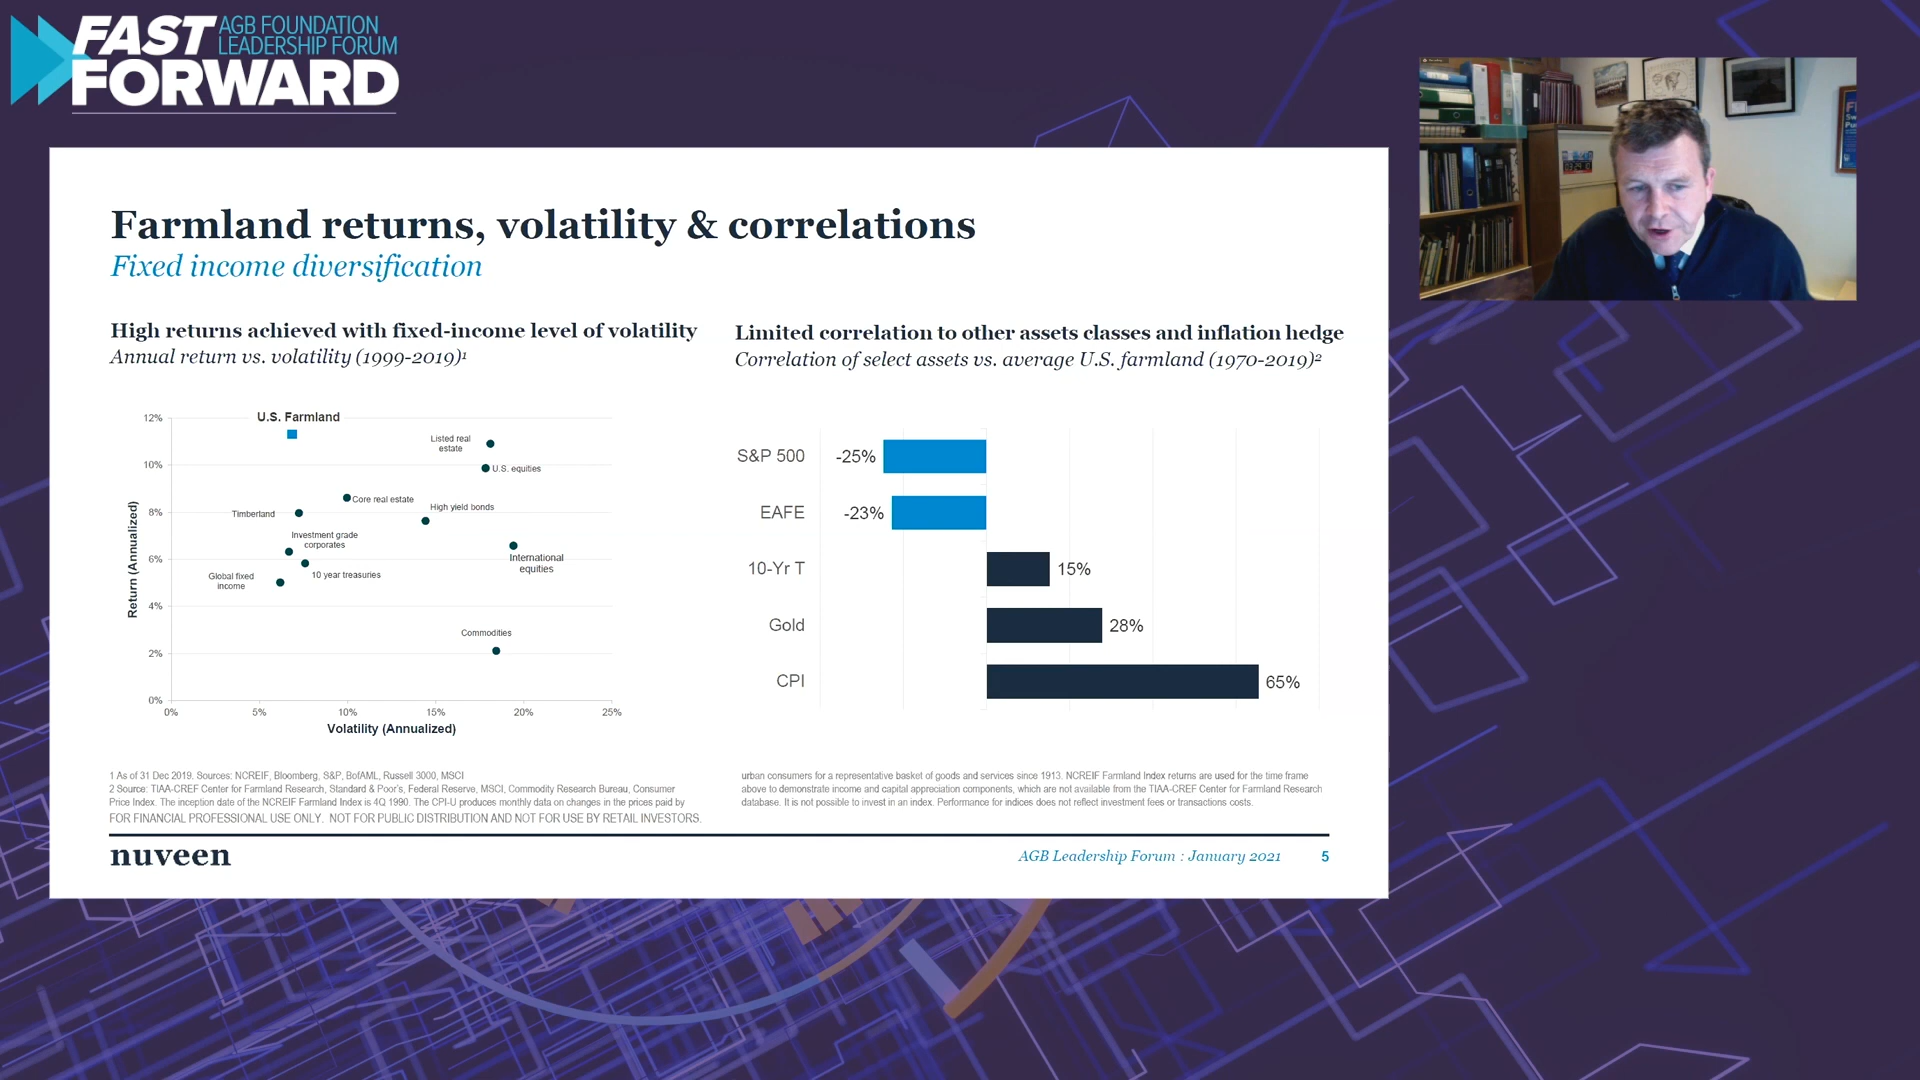 FAST AGB FOUNDATION
LEADERSHIP FORUM
FORWARD
Farmland returns, volatility & correlations
Fixed income diversification
High returns achieved with fixed-income level of volatility
Annual return vs. volatility (1999-2019)¹
Limited correlation to other assets classes and inflation hedge
Correlation of select assets vs. average U.S. farmland (1970-2019)²
Return (Annualized)
12%
10%
8%
6%
4%
2%
0%
U.S. Farmland
Listed real
estate
U.S. equities
Core real estate
High yield bonds
Timberland
Investment grade
corporates
International
equities
10 year treasuries
Global fixed
income
Commodities
0%
5%
10%
15%
20%
25%
Volatility (Annualized)
S&P 500 -25%
EAFE -23%
10-Yr T 15%
Gold 28%
CPI 65%
1 As of 31 Dec 2019. Sources: NCREIF, Bloomberg, S&P, BofAML, Russell 3000, MSCI
2 Source: TIAA-CREF Center for Farmland Research, Standard & Poor's, Federal Reserve, MSCI, Commodity Research Bureau, Consumer
Price Index. The inception date of the NCREIF Farmland Index is 4Q 1990. The CPI-U produces monthly data on changes in the prices paid by
FOR FINANCIAL PROFESSIONAL USE ONLY. NOT FOR PUBLIC DISTRIBUTION AND NOT FOR USE BY RETAIL INVESTORS.
urban consumers for a representative basket of goods and services since 1913. NCREIF Farmland Index returns are used for the time frame
above to demonstrate income and capital appreciation components, which are not available from the TIAA-CREF Center for Farmland Research
database. It is not possible to invest in an index. Performance for indices does not reflect investment fees or transactions costs.
nuveen
AGB Leadership Forum : January 2021 5